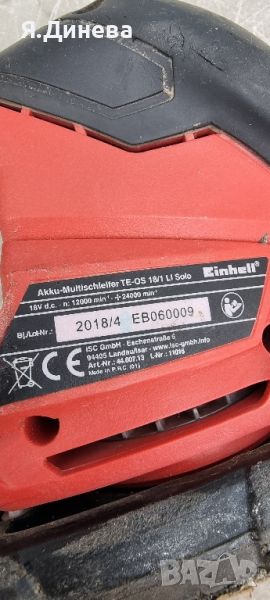 Я.Динева
Akku-Multischleifer TE-OS 18/1 Li Solo
18V d.c. - n: 12000 min⁻¹ - 24000 min⁻¹
Einhell®
Bj./Lot-Nr.: 2018/4 EB060009
ISC GmbH · Eschenstraße 6
94405 Landau/Isar · www.isc-gmbh.info
Art.-Nr.: 44.607.13 I.-Nr.: 11016
Made in P.R.C. (01)
BAZAR